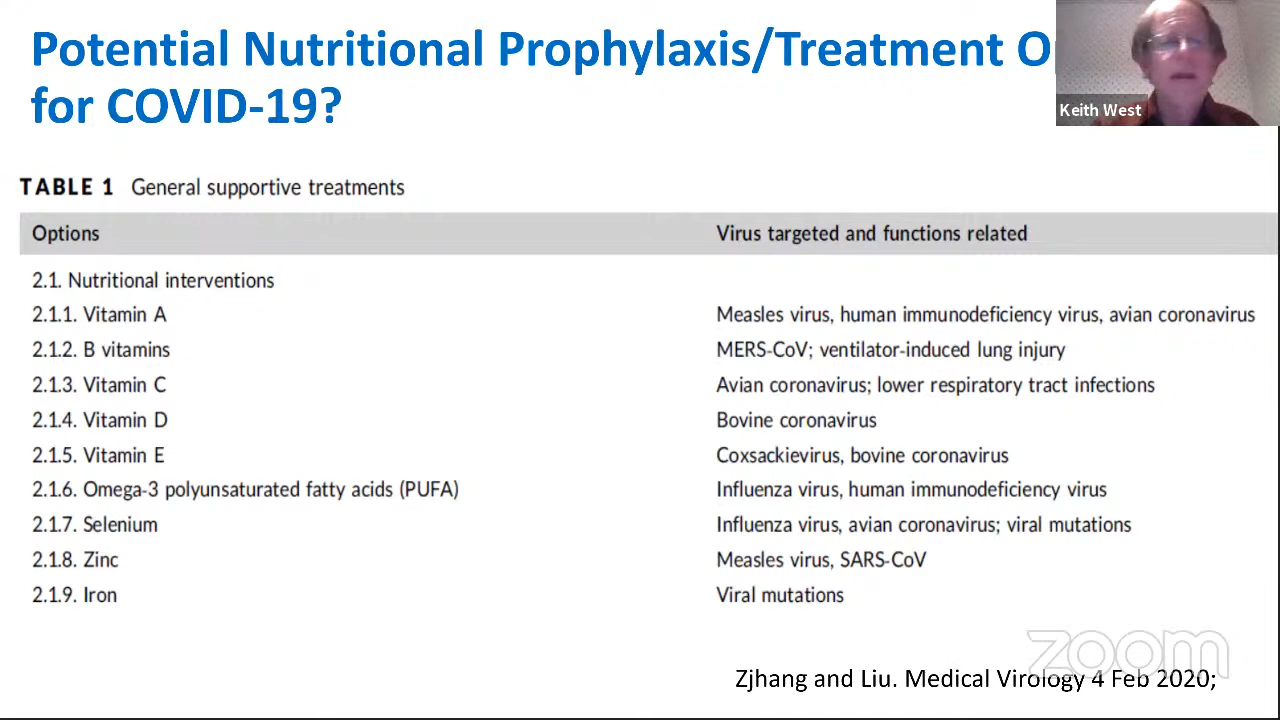 Potential Nutritional Prophylaxis/Treatment
for COVID-19?
Keith West
TABLE 1 General supportive treatments
Options Virus targeted and functions related
2.1. Nutritional interventions
2.1.1. Vitamin A Measles virus, human immunodeficiency virus, avian coronavirus
2.1.2. B vitamins MERS-CoV; ventilator-induced lung injury
2.1.3. Vitamin C Avian coronavirus; lower respiratory tract infections
2.1.4. Vitamin D Bovine coronavirus
2.1.5. Vitamin E Coxsackievirus, bovine coronavirus
2.1.6. Omega-3 polyunsaturated fatty acids (PUFA) Influenza virus, human immunodeficiency virus
2.1.7. Selenium Influenza virus, avian coronavirus; viral mutations
2.1.8. Zinc Measles virus, SARS-CoV
2.1.9. Iron Viral mutations
zoom
Zjhang and Liu. Medical Virology 4 Feb 2020;